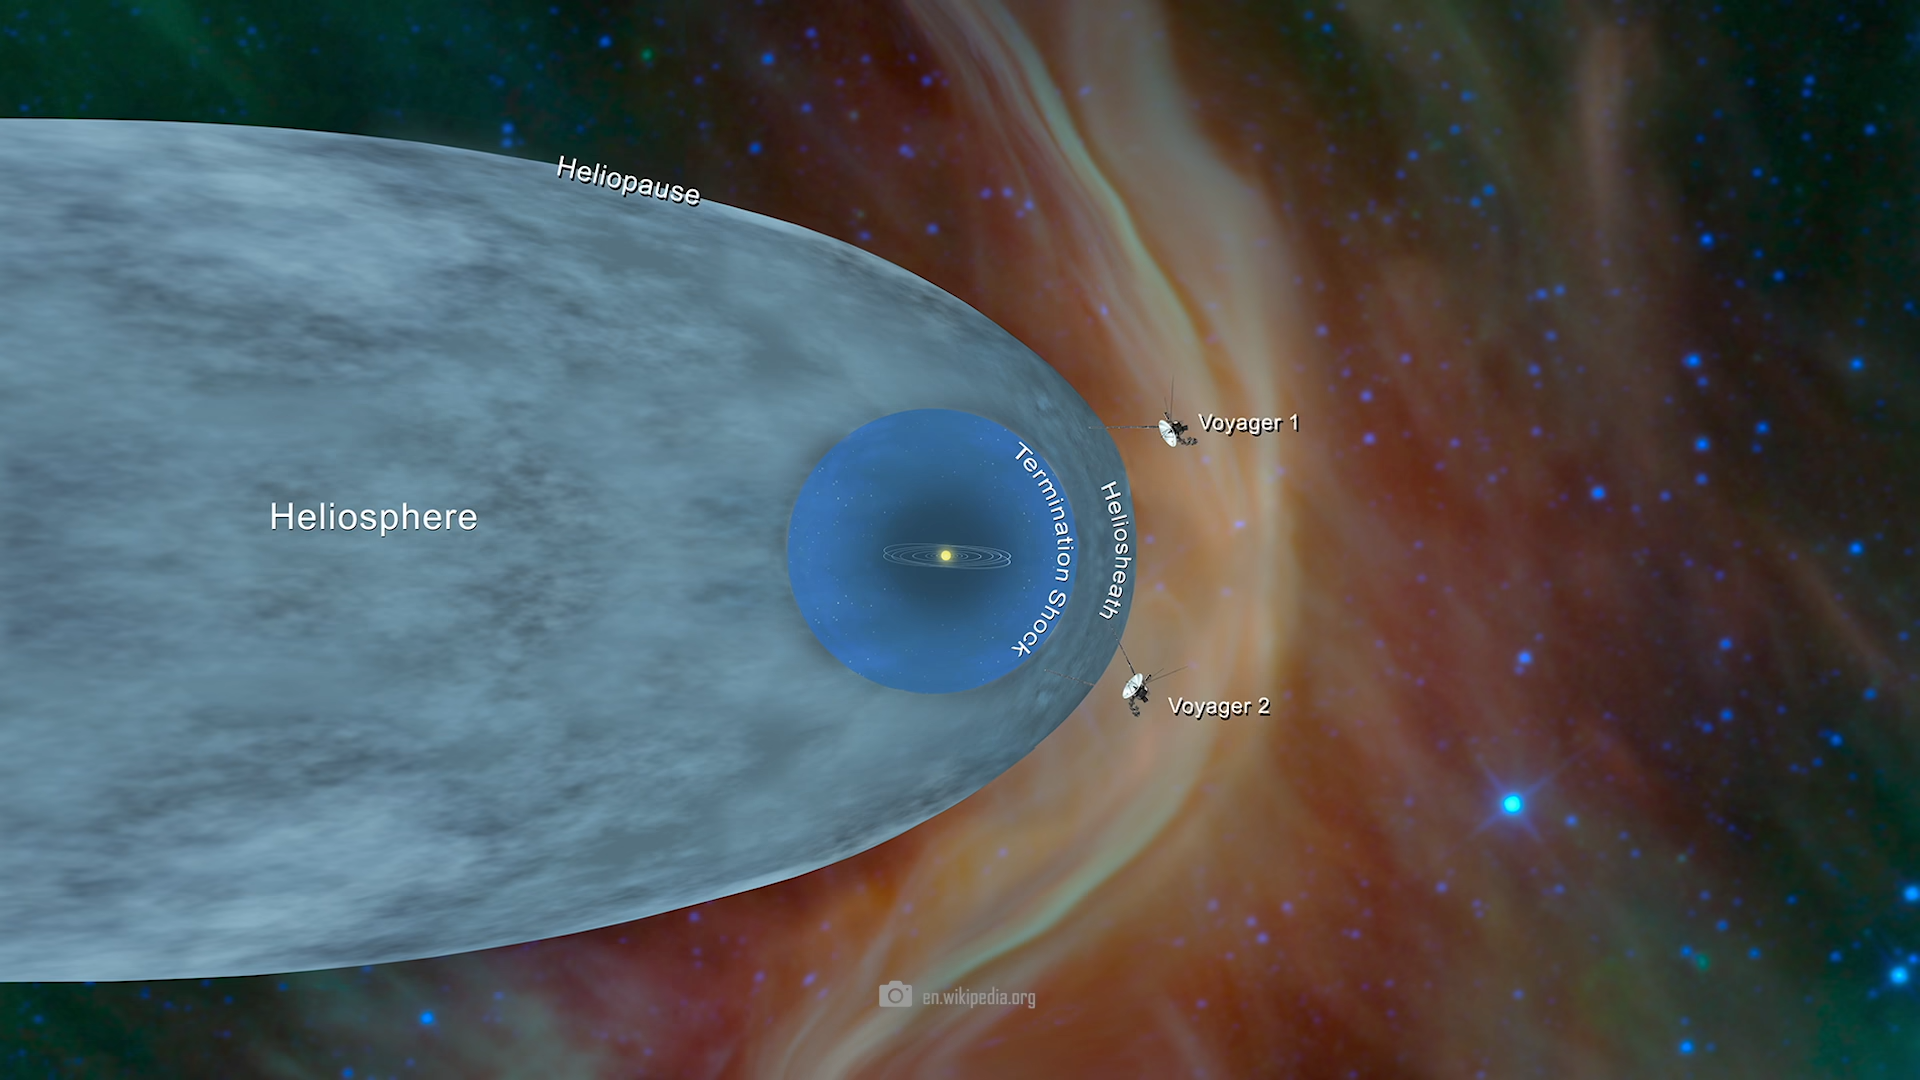 Heliopause
Voyager 1
Termination Shock
Heliosheath
Heliosphere
Voyager 2
en.wikipedia.org